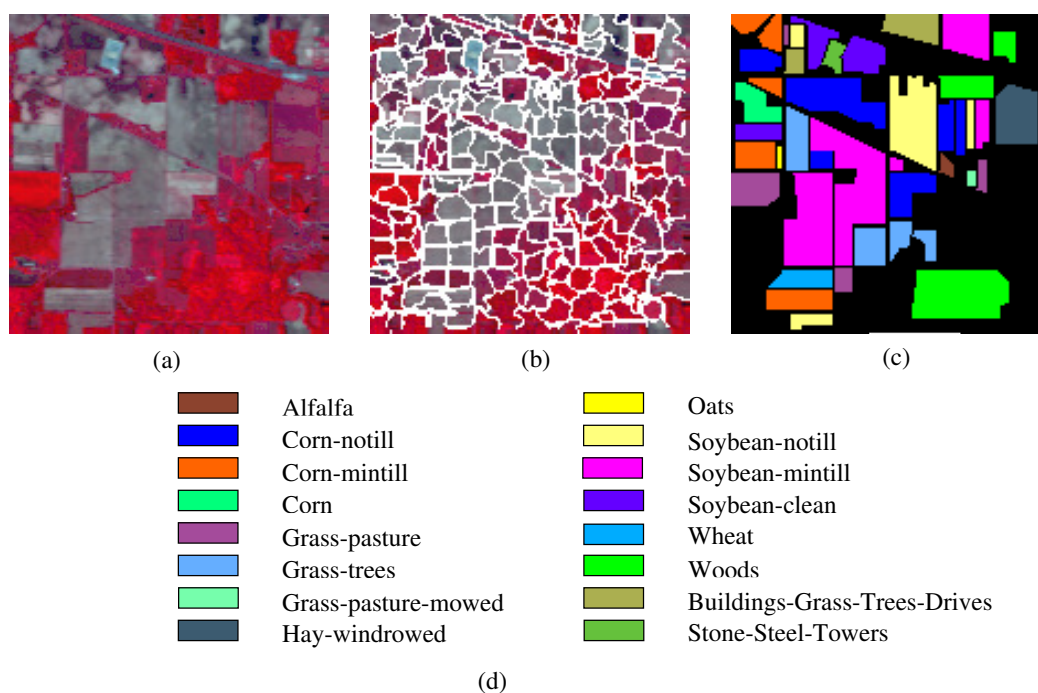 (a)
(b)
(c)
Alfalfa
Corn-notill
Corn-mintill
Corn
Grass-pasture
Grass-trees
Grass-pasture-mowed
Hay-windrowed
Oats
Soybean-notill
Soybean-mintill
Soybean-clean
Wheat
Woods
Buildings-Grass-Trees-Drives
Stone-Steel-Towers
(d)